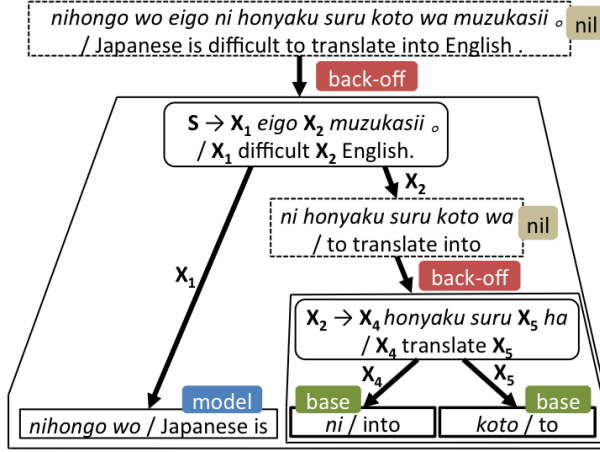 nihongo wo eigo ni honyaku suru koto wa muzukasii 。
nil
/ Japanese is difficult to translate into English .
back-off
S → X1 eigo X2 muzukasii 。
/ X1 difficult X2 English.
X2
ni honyaku suru koto wa
nil
/ to translate into
X1
back-off
X2 → X4 honyaku suru X5 ha
/ X4 translate X5
X4
X5
model
base
base
nihongo wo / Japanese is
ni / into
koto / to